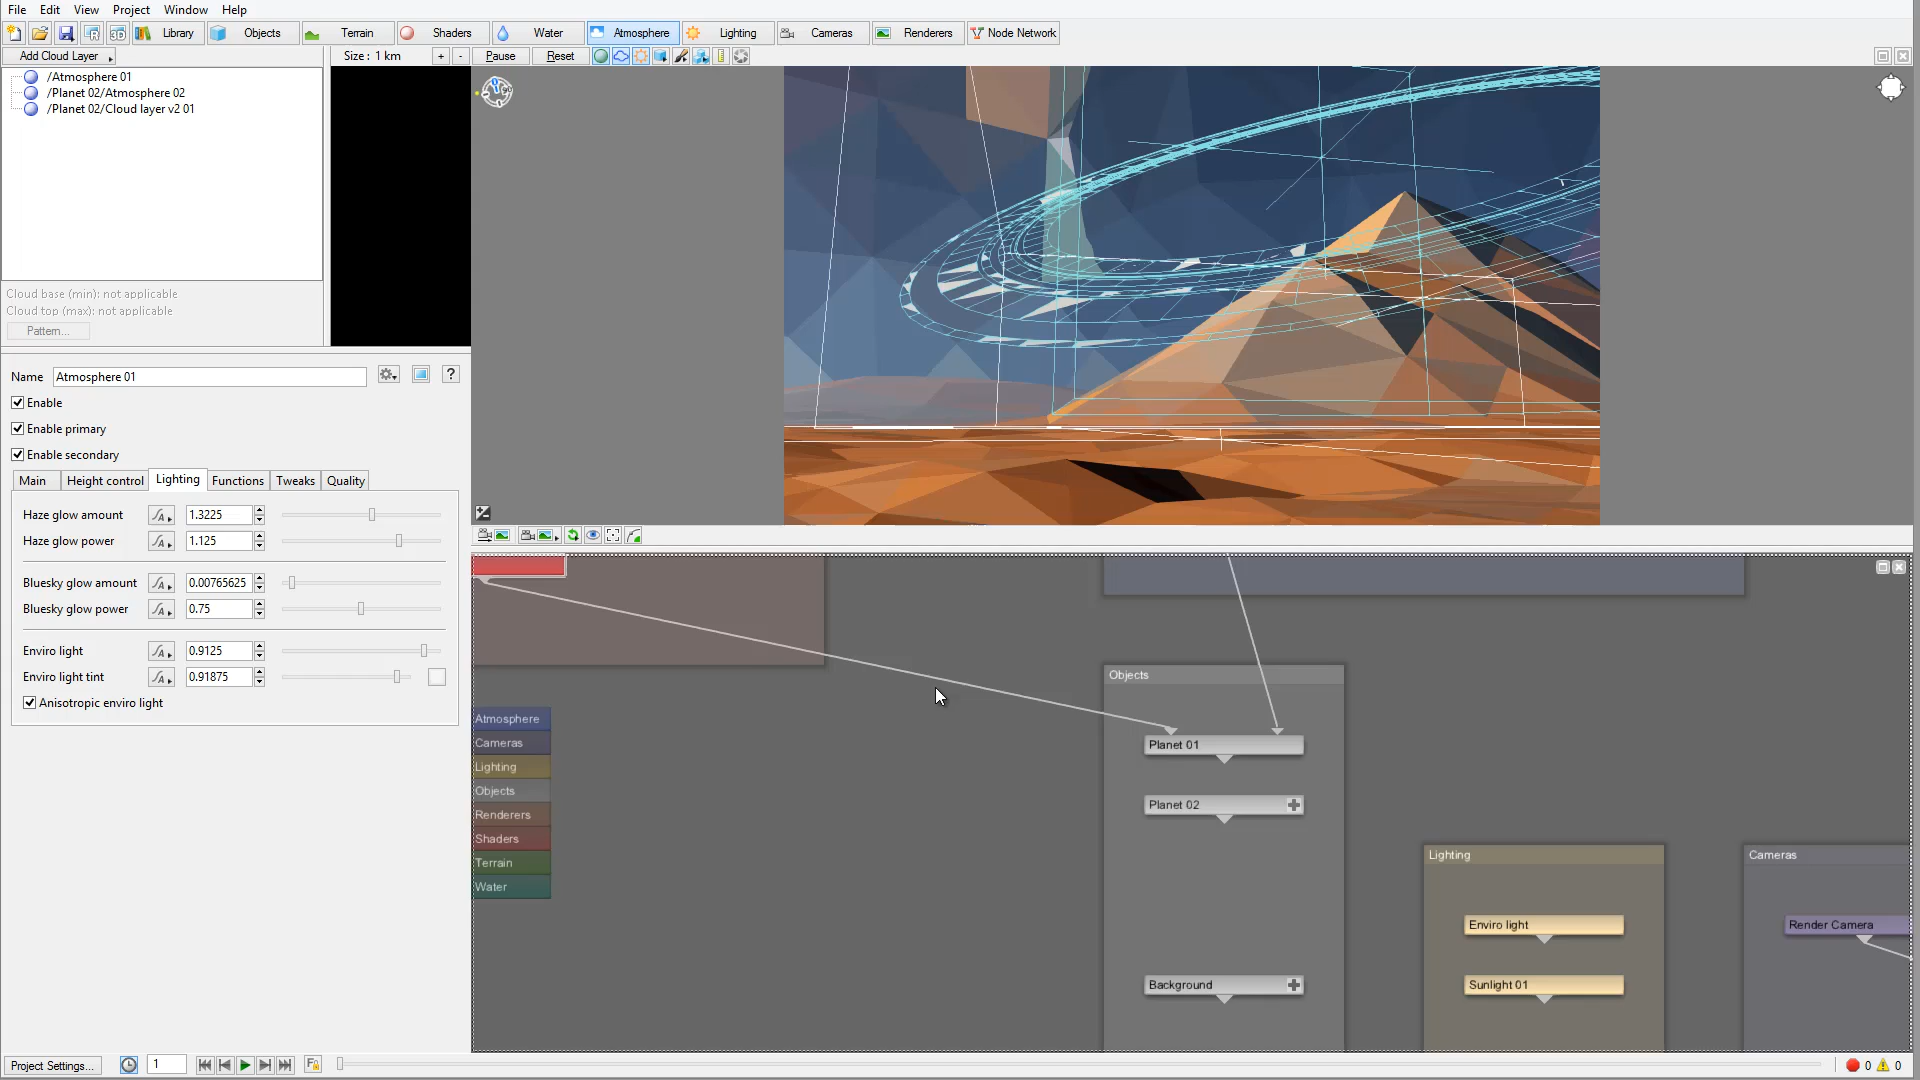 File Edit View Project Window Help
Library Objects Terrain Shaders Water Atmosphere Lighting Cameras Renderers Node Network
Add Cloud Layer Size: 1 km + - Pause Reset
/Atmosphere 01
/Planet 02/Atmosphere 02
/Planet 02/Cloud layer v2 01
Cloud base (min): not applicable
Cloud top (max): not applicable
Pattern...
Name Atmosphere 01 ?
Enable
Enable primary
Enable secondary
Main Height control Lighting Functions Tweaks Quality
Haze glow amount 1.3225
Haze glow power 1.125
Bluesky glow amount 0.00765625
Bluesky glow power 0.75
Enviro light 0.9125
Enviro light tint 0.91875
Anisotropic enviro light
Objects
Planet 01
Planet 02
Background
Atmosphere
Cameras
Lighting
Objects
Renderers
Shaders
Terrain
Water
Lighting
Enviro light
Sunlight 01
Cameras
Render Camera
Project Settings... 1 0 0